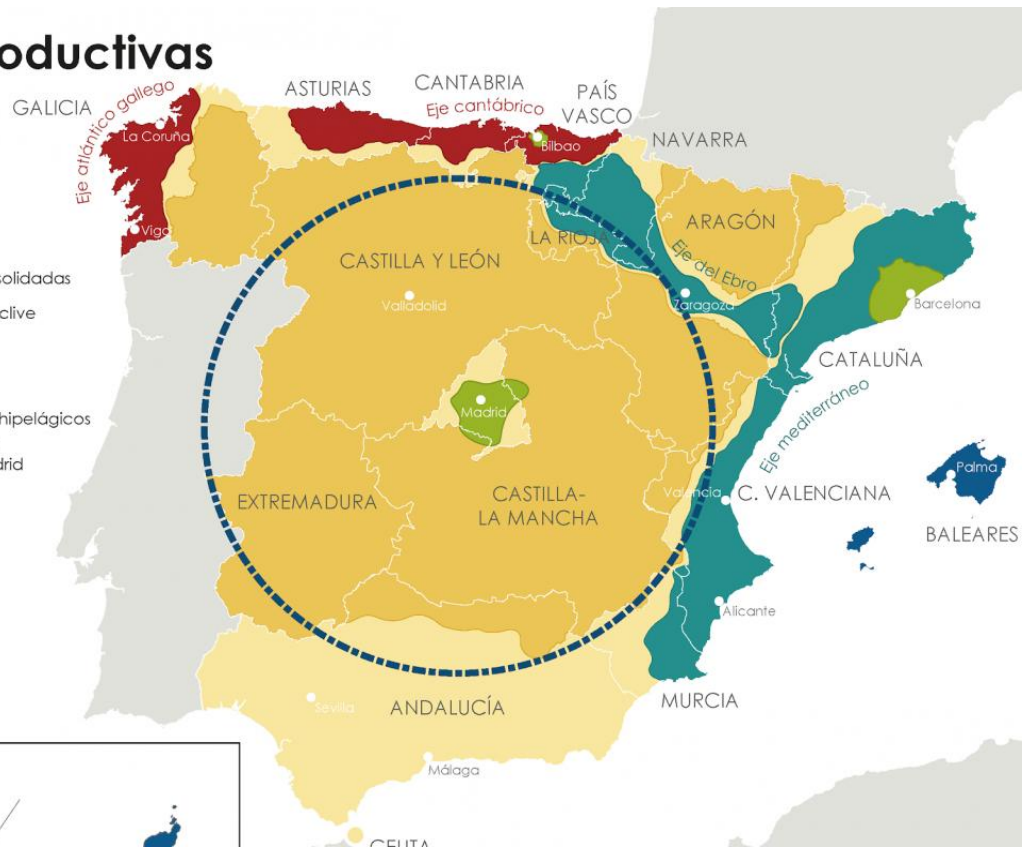 oductivas
GALICIA
Eje atlántico gallego
La Coruña
Vigo
ASTURIAS
CANTABRIA
Eje cantábrico
PAÍS
VASCO
Bilbao
NAVARRA
LA RIOJA
ARAGÓN
Eje del Ebro
Zaragoza
CASTILLA Y LEÓN
Valladolid
solidadas
clive
hipelágicos
drid
Barcelona
CATALUÑA
Madrid
Eje mediterráneo
EXTREMADURA
CASTILLA-
LA MANCHA
Valencia
C. VALENCIANA
Palma
BALEARES
Alicante
MURCIA
ANDALUCÍA
Sevilla
Málaga
CEUTA